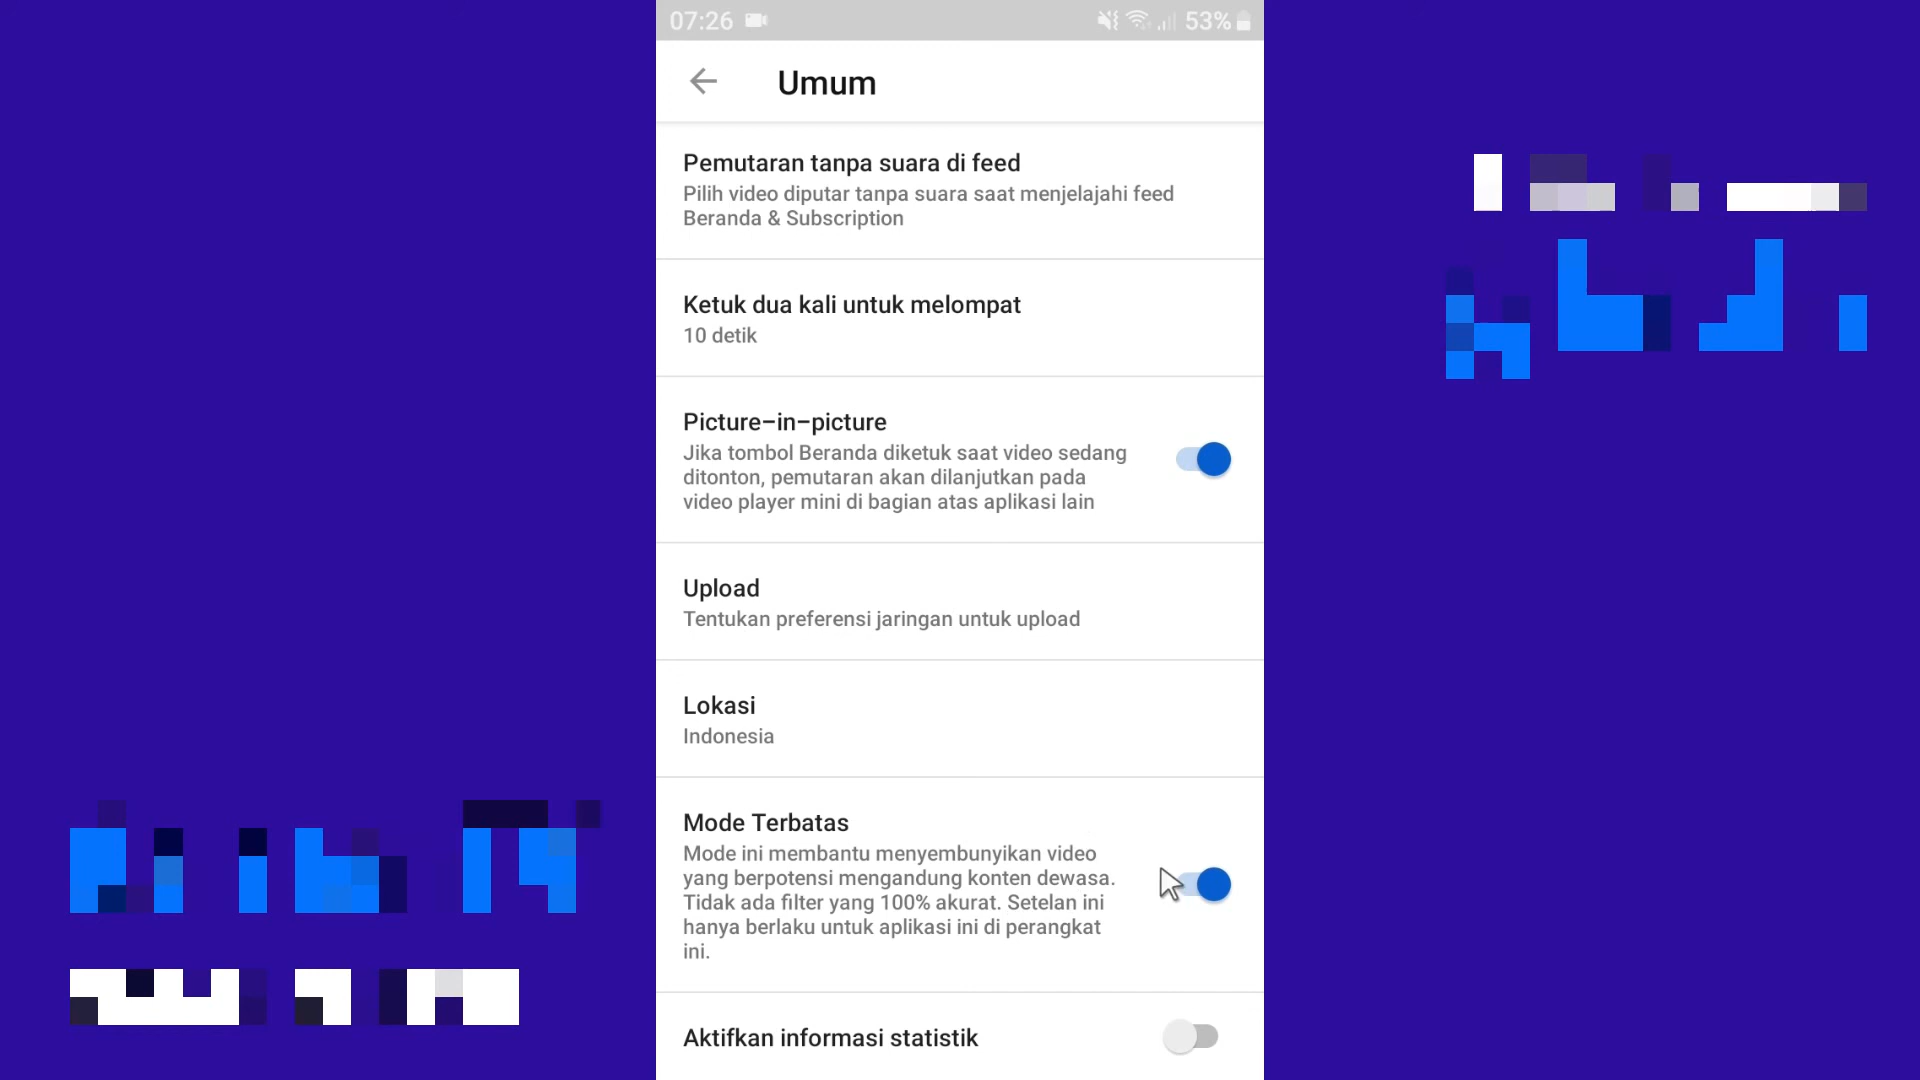 07:26
53%
Umum
Pemutaran tanpa suara di feed
Pilih video diputar tanpa suara saat menjelajahi feed
Beranda & Subscription
Ketuk dua kali untuk melompat
10 detik
Picture-in-picture
Jika tombol Beranda diketuk saat video sedang
ditonton, pemutaran akan dilanjutkan pada
video player mini di bagian atas aplikasi lain
Upload
Tentukan preferensi jaringan untuk upload
Lokasi
Indonesia
Mode Terbatas
Mode ini membantu menyembunyikan video
yang berpotensi mengandung konten dewasa.
Tidak ada filter yang 100% akurat. Setelan ini
hanya berlaku untuk aplikasi ini di perangkat
ini.
Aktifkan informasi statistik